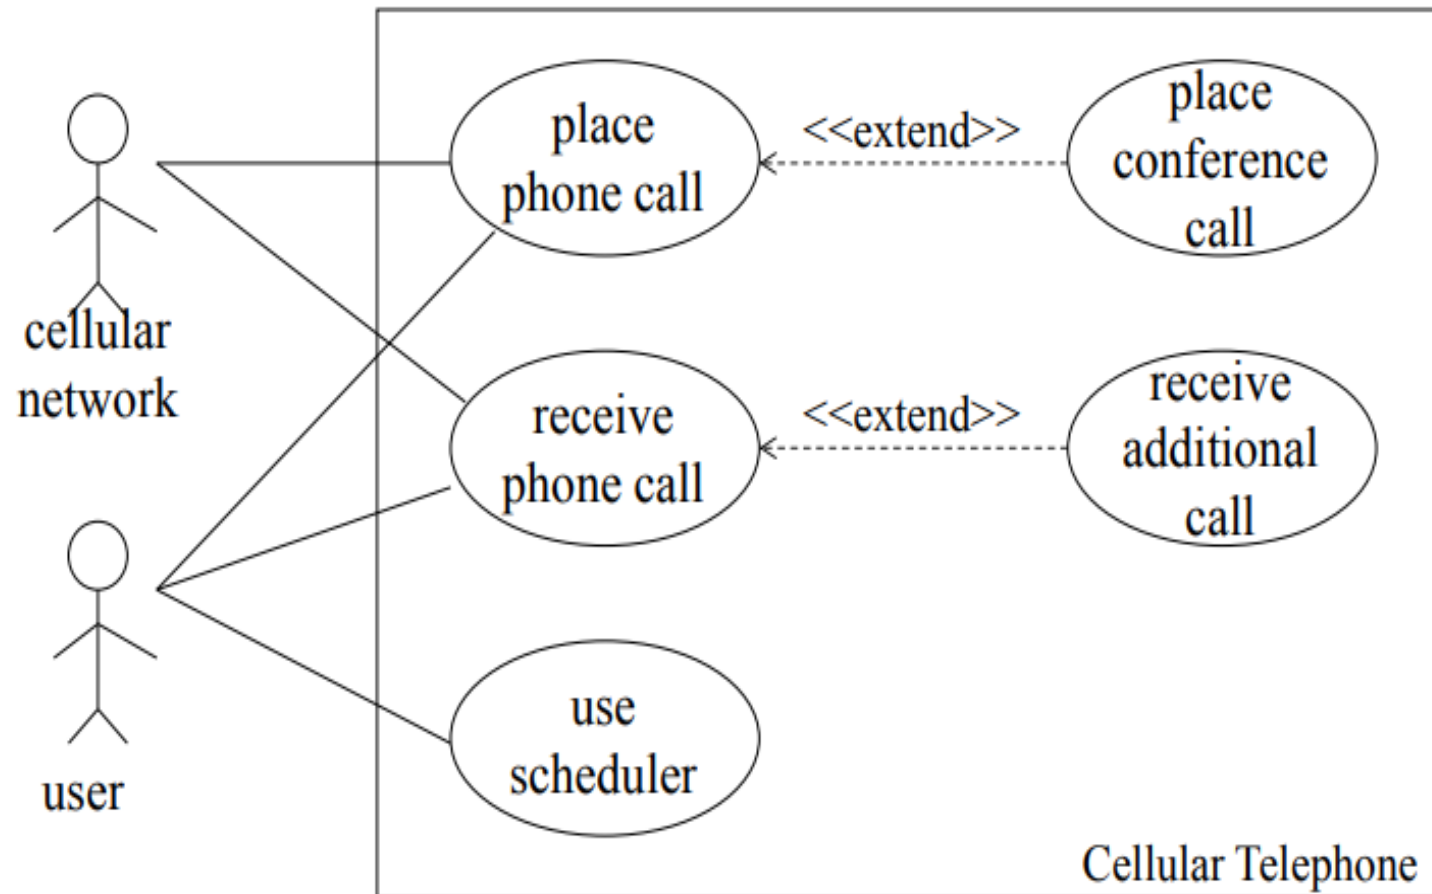 place
phone call
<<extend>>
place
conference
call
cellular
network
receive
phone call
<<extend>>
receive
additional
call
user
use
scheduler
Cellular Telephone